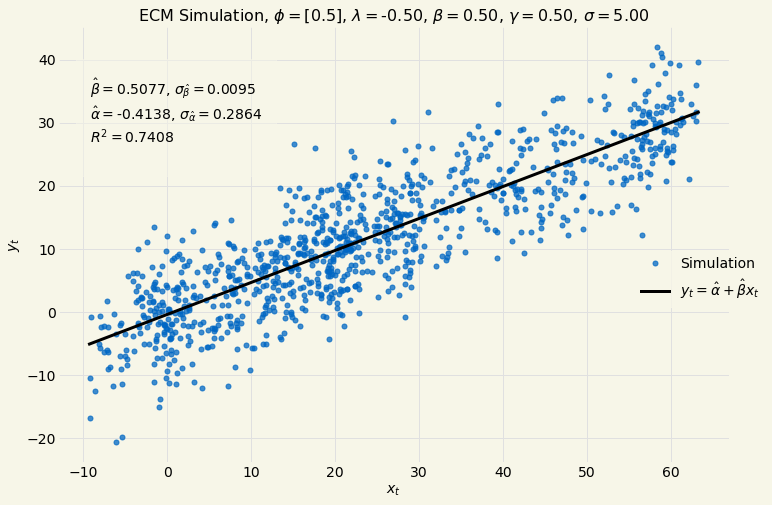 ECM Simulation, ϕ = [0.5], λ = -0.50, β = 0.50, γ = 0.50, σ = 5.00
40
30
20
10
0
−10
−20
β̂ = 0.5077, σ_β̂ = 0.0095
α̂ = -0.4138, σ_α̂ = 0.2864
R² = 0.7408
Simulation
y_t = α̂ + β̂x_t
y_t
−10 0 10 20 30 40 50 60
x_t